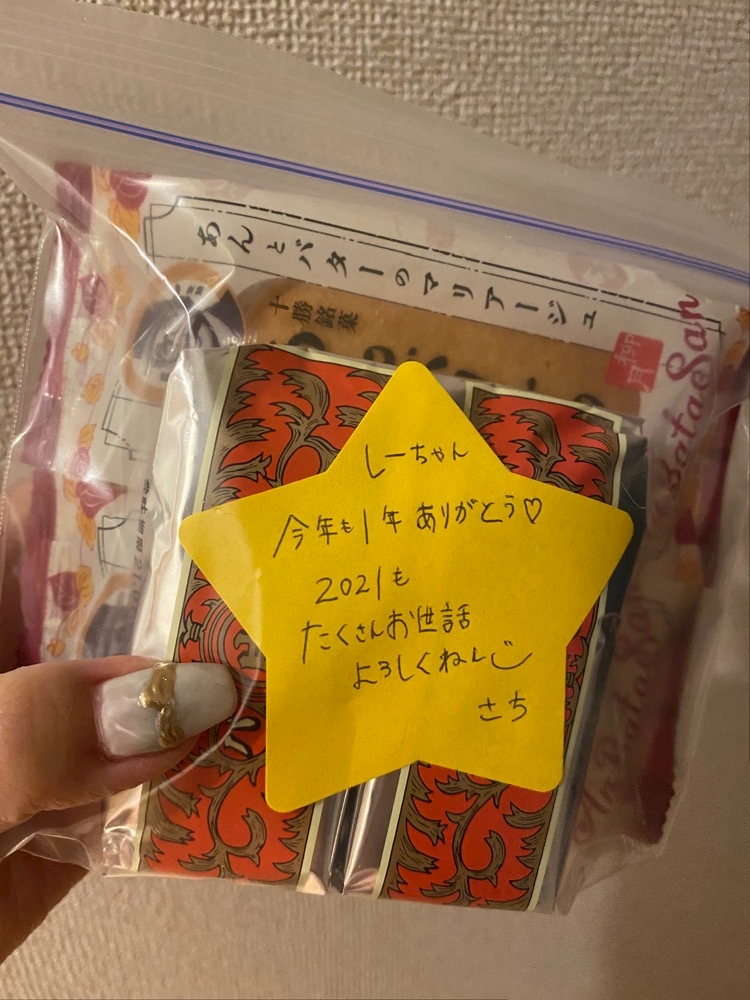 あんとバターのマリアージュ
十勝銘菓
柳月
しーちゃん
今年も1年ありがとう♡
2021も
たくさんお世話
よろしくねん
さち